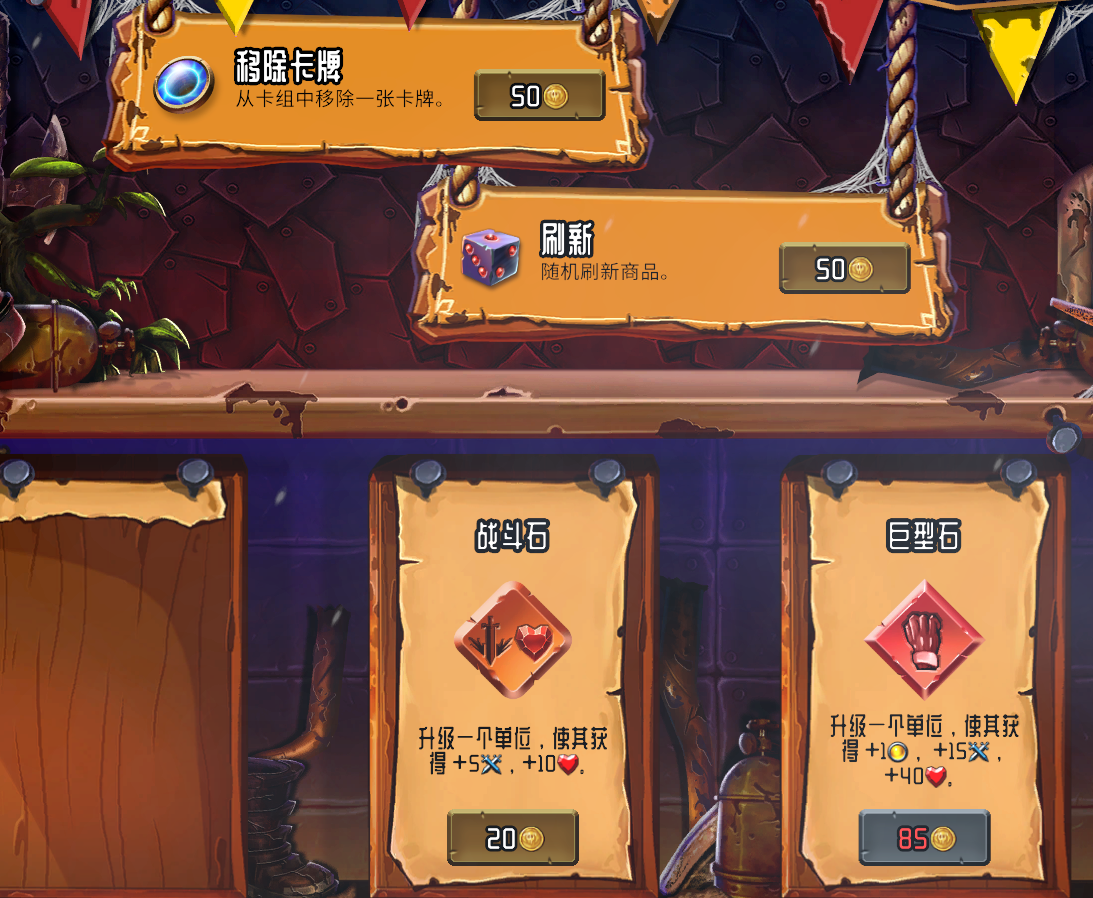 移除卡牌
从卡组中移除一张卡牌。
50
刷新
随机刷新商品。
50
战斗石
升级一个单位，使其获
得 +5，+10。
20
巨型石
升级一个单位，使其获
得 +1，+15，
+40。
85